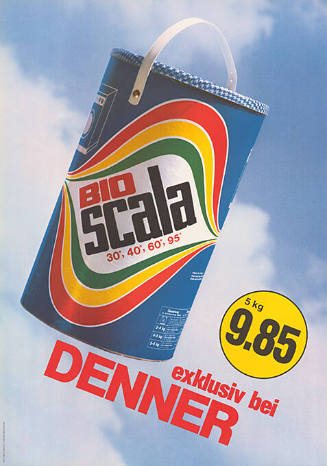 BIO
scala
30°, 40°, 60°, 95°
5 kg
9.85
exklusiv bei
DENNER